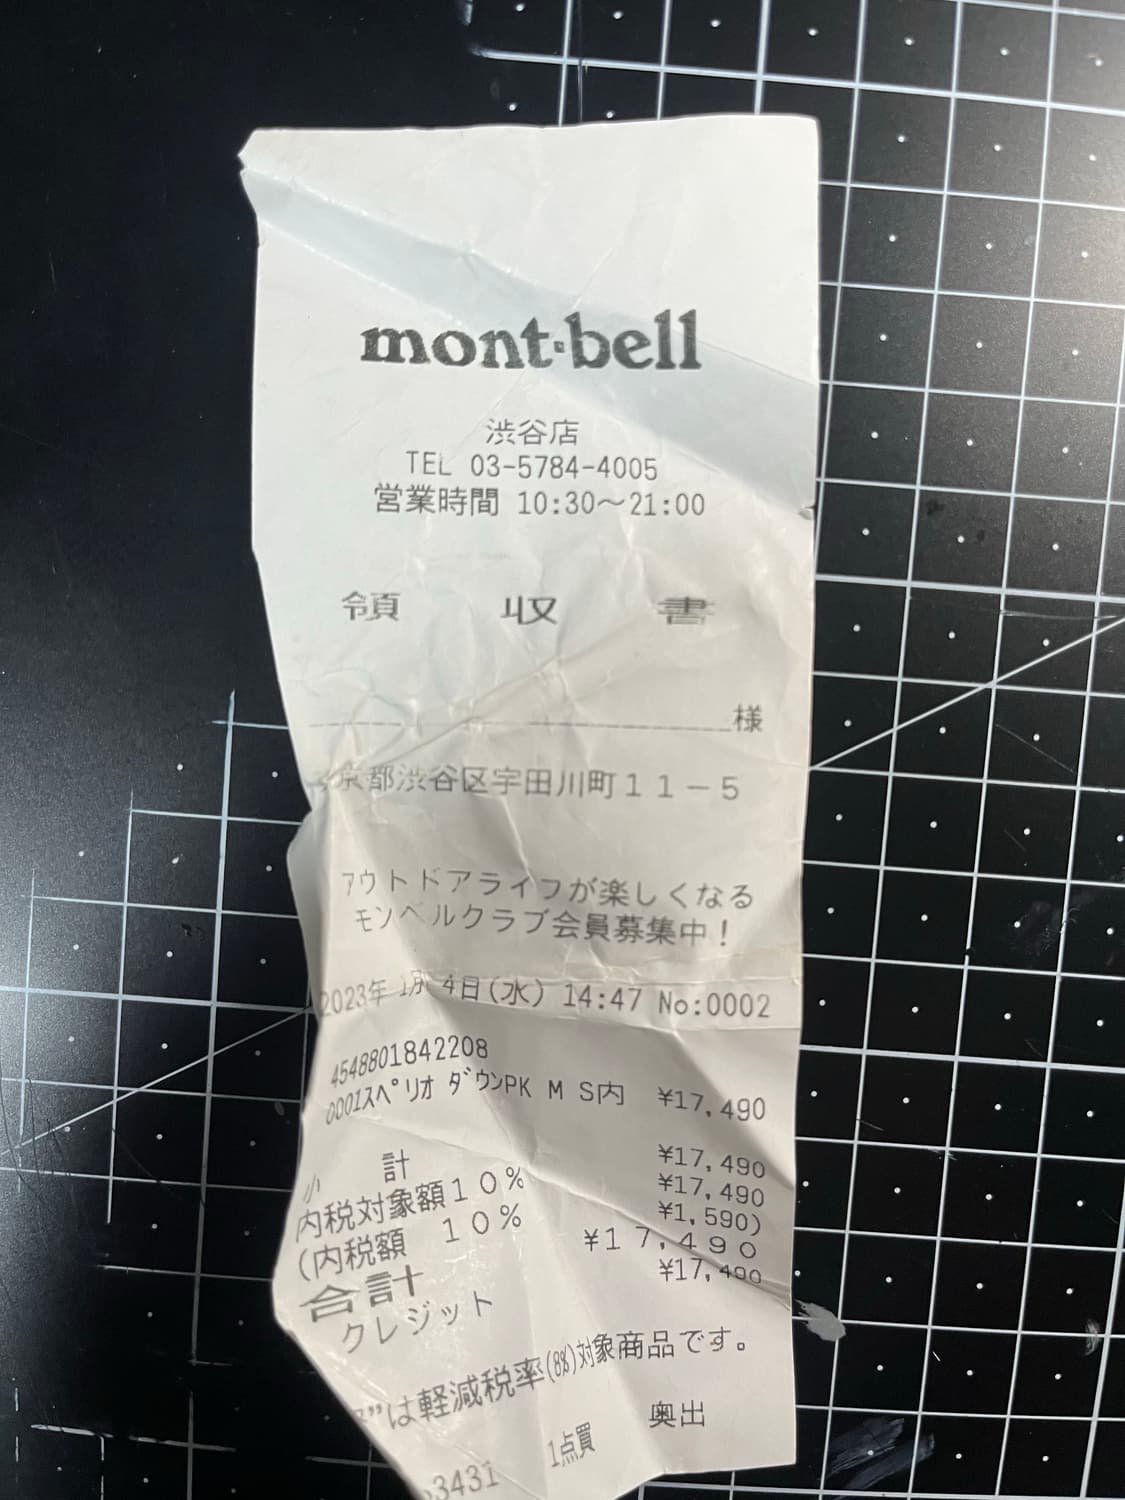 mont·bell
渋谷店
TEL 03-5784-4005
営業時間 10:30～21:00
領 収 書
様
京都渋谷区宇田川町11－5
アウトドアライフが楽しくなる
モンベルクラブ会員募集中！
2023年 1月 4日(水) 14:47 No:0002
4548801842208
0001スペリオ ダウンPK M S内 ¥17,490
小 計 ¥17,490
内税対象額10% ¥17,490
(内税額 10% ¥1,590)
合計 ¥17,490
クレジット ¥17,490
”は軽減税率(8%)対象商品です。
奥出
3431 1点買